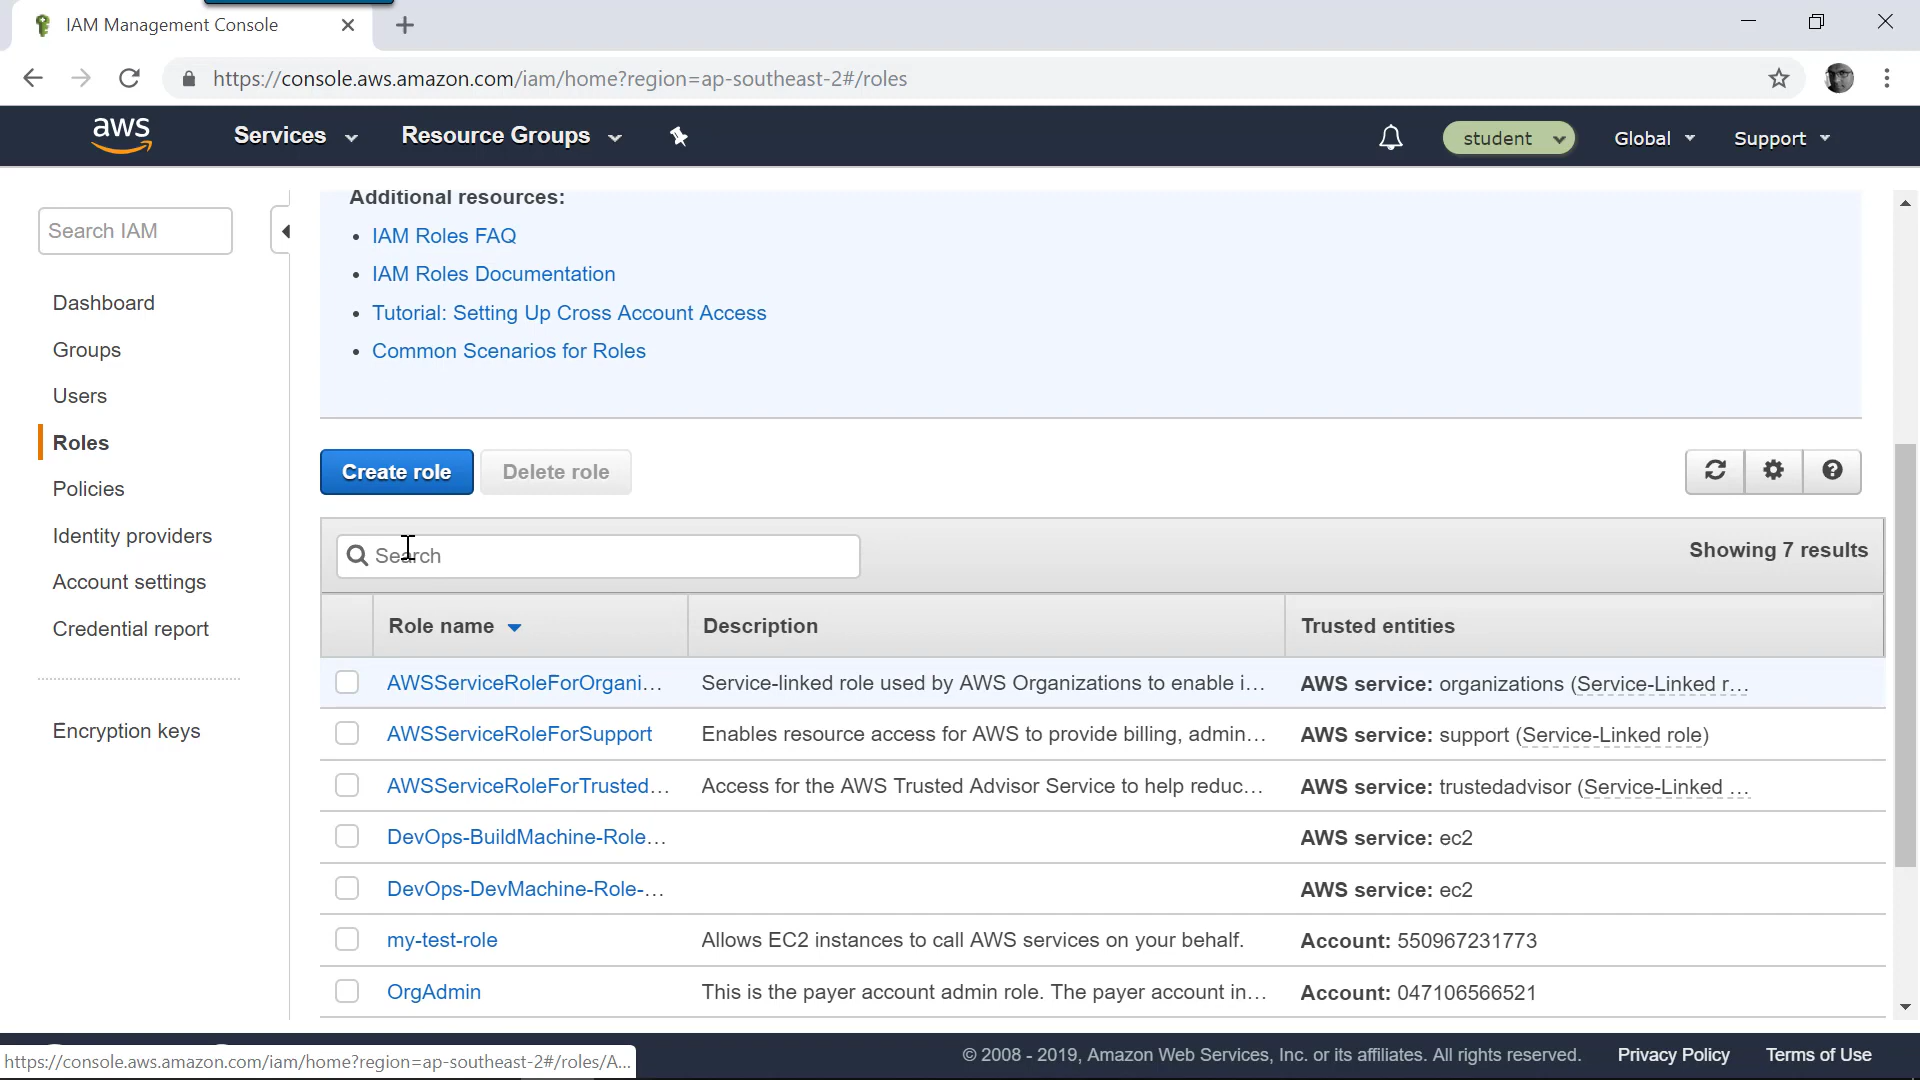 IAM Management Console
https://console.aws.amazon.com/iam/home?region=ap-southeast-2#/roles
aws
Services
Resource Groups
student
Global
Support
Search IAM
Dashboard
Groups
Users
Roles
Policies
Identity providers
Account settings
Credential report
Encryption keys
Additional resources:
• IAM Roles FAQ
• IAM Roles Documentation
• Tutorial: Setting Up Cross Account Access
• Common Scenarios for Roles
Create role Delete role
Search
Showing 7 results
Role name Description Trusted entities
AWSServiceRoleForOrgani... Service-linked role used by AWS Organizations to enable i... AWS service: organizations (Service-Linked r...
AWSServiceRoleForSupport Enables resource access for AWS to provide billing, admin... AWS service: support (Service-Linked role)
AWSServiceRoleForTrusted... Access for the AWS Trusted Advisor Service to help reduc... AWS service: trustedadvisor (Service-Linked ...
DevOps-BuildMachine-Role... AWS service: ec2
DevOps-DevMachine-Role-... AWS service: ec2
my-test-role Allows EC2 instances to call AWS services on your behalf. Account: 550967231773
OrgAdmin This is the payer account admin role. The payer account in... Account: 047106566521
https://console.aws.amazon.com/iam/home?region=ap-southeast-2#/roles/A...
© 2008 - 2019, Amazon Web Services, Inc. or its affiliates. All rights reserved. Privacy Policy Terms of Use